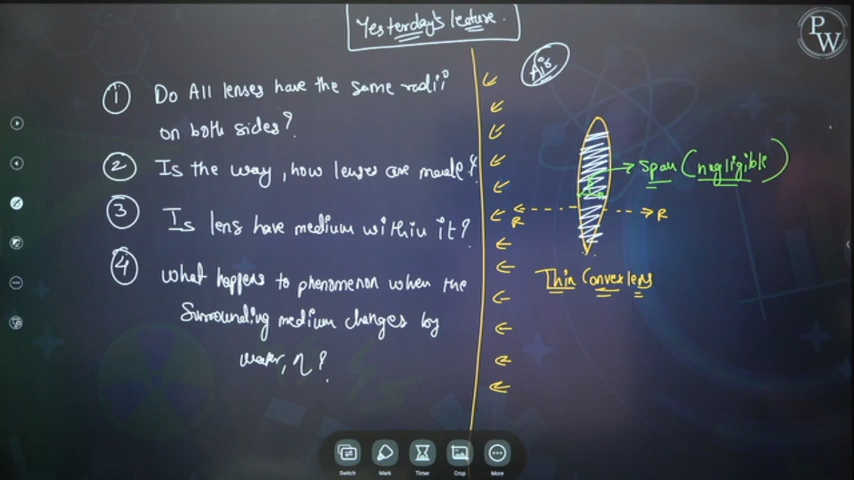 Yesterday's lecture.
PW
Air
① Do All lenses have the same radii
on both sides?
② Is the way, how lenses are made?
③ Is lens have medium within it?
④ what happens to phenomenon when the
Surrounding medium changes by
water, η?
Span (negligible)
R
R
Thin Convex lens
Switch
Mark
Timer
Crop
More